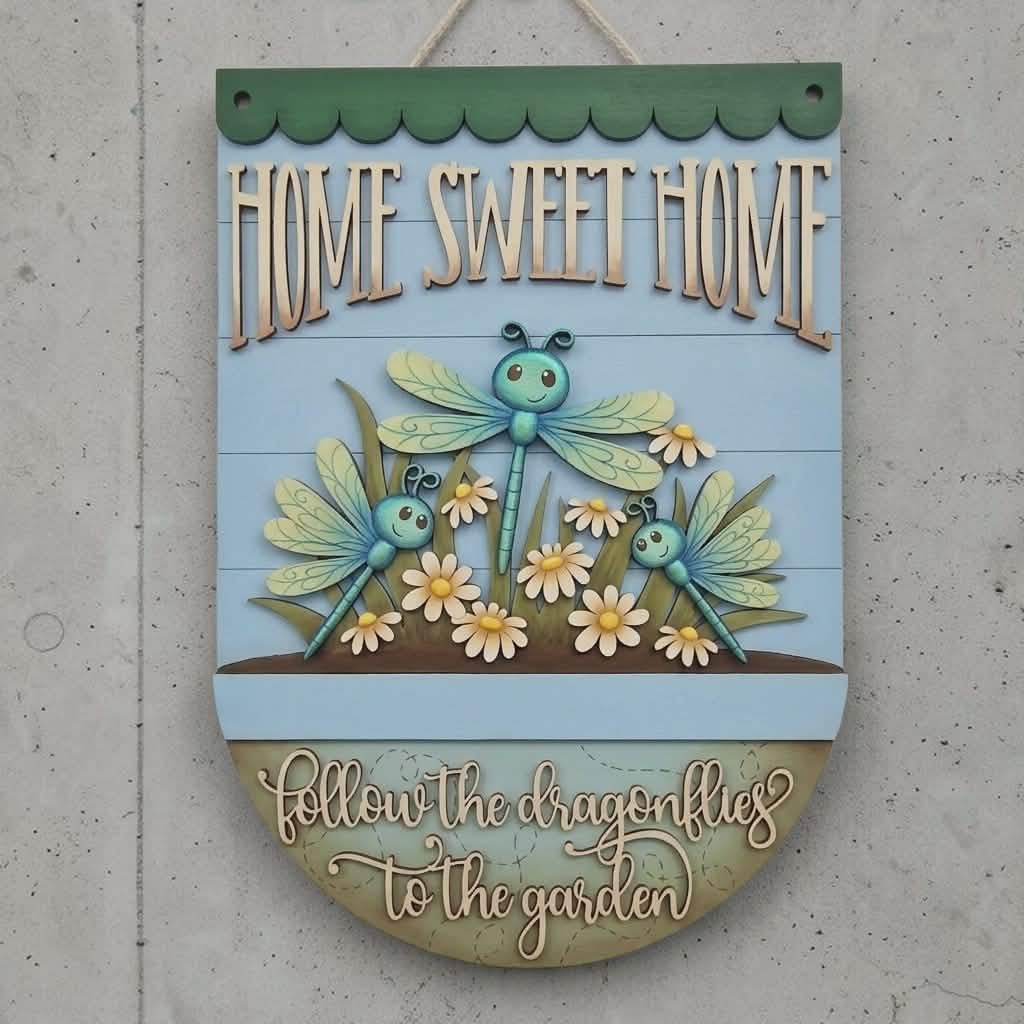 HOME SWEET HOME
follow the dragonflies
to the garden